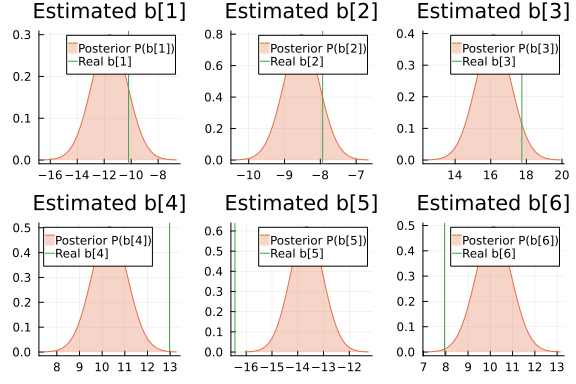 Estimated b[1]
Posterior P(b[1])
Real b[1]
0.3
0.2
0.1
0.0
−16 −14 −12 −10 −8
Estimated b[2]
Posterior P(b[2])
Real b[2]
0.8
0.6
0.4
0.2
0.0
−10 −9 −8 −7
Estimated b[3]
Posterior P(b[3])
Real b[3]
0.4
0.3
0.2
0.1
0.0
14 16 18 20
Estimated b[4]
Posterior P(b[4])
Real b[4]
0.5
0.4
0.3
0.2
0.1
0.0
8 9 10 11 12 13
Estimated b[5]
Posterior P(b[5])
Real b[5]
0.6
0.5
0.4
0.3
0.2
0.1
0.0
−16 −15 −14 −13 −12
Estimated b[6]
Posterior P(b[6])
Real b[6]
0.5
0.4
0.3
0.2
0.1
0.0
7 8 9 10 11 12 13